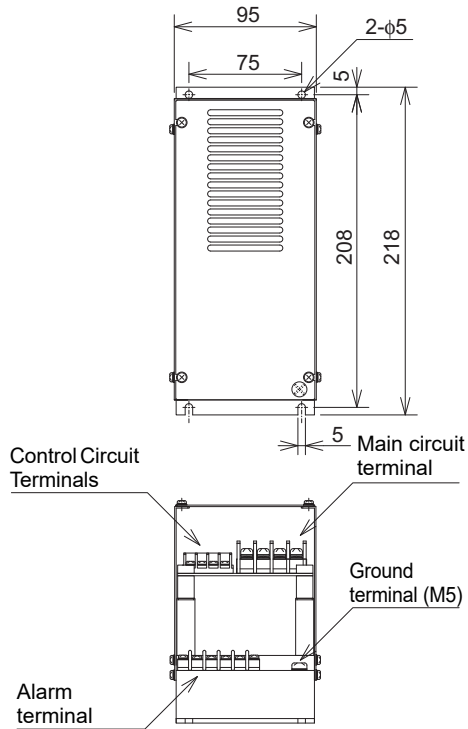 95
75
2-ϕ5
5
208
218
5
Control Circuit
Terminals
Main circuit
terminal
Ground
terminal (M5)
Alarm
terminal